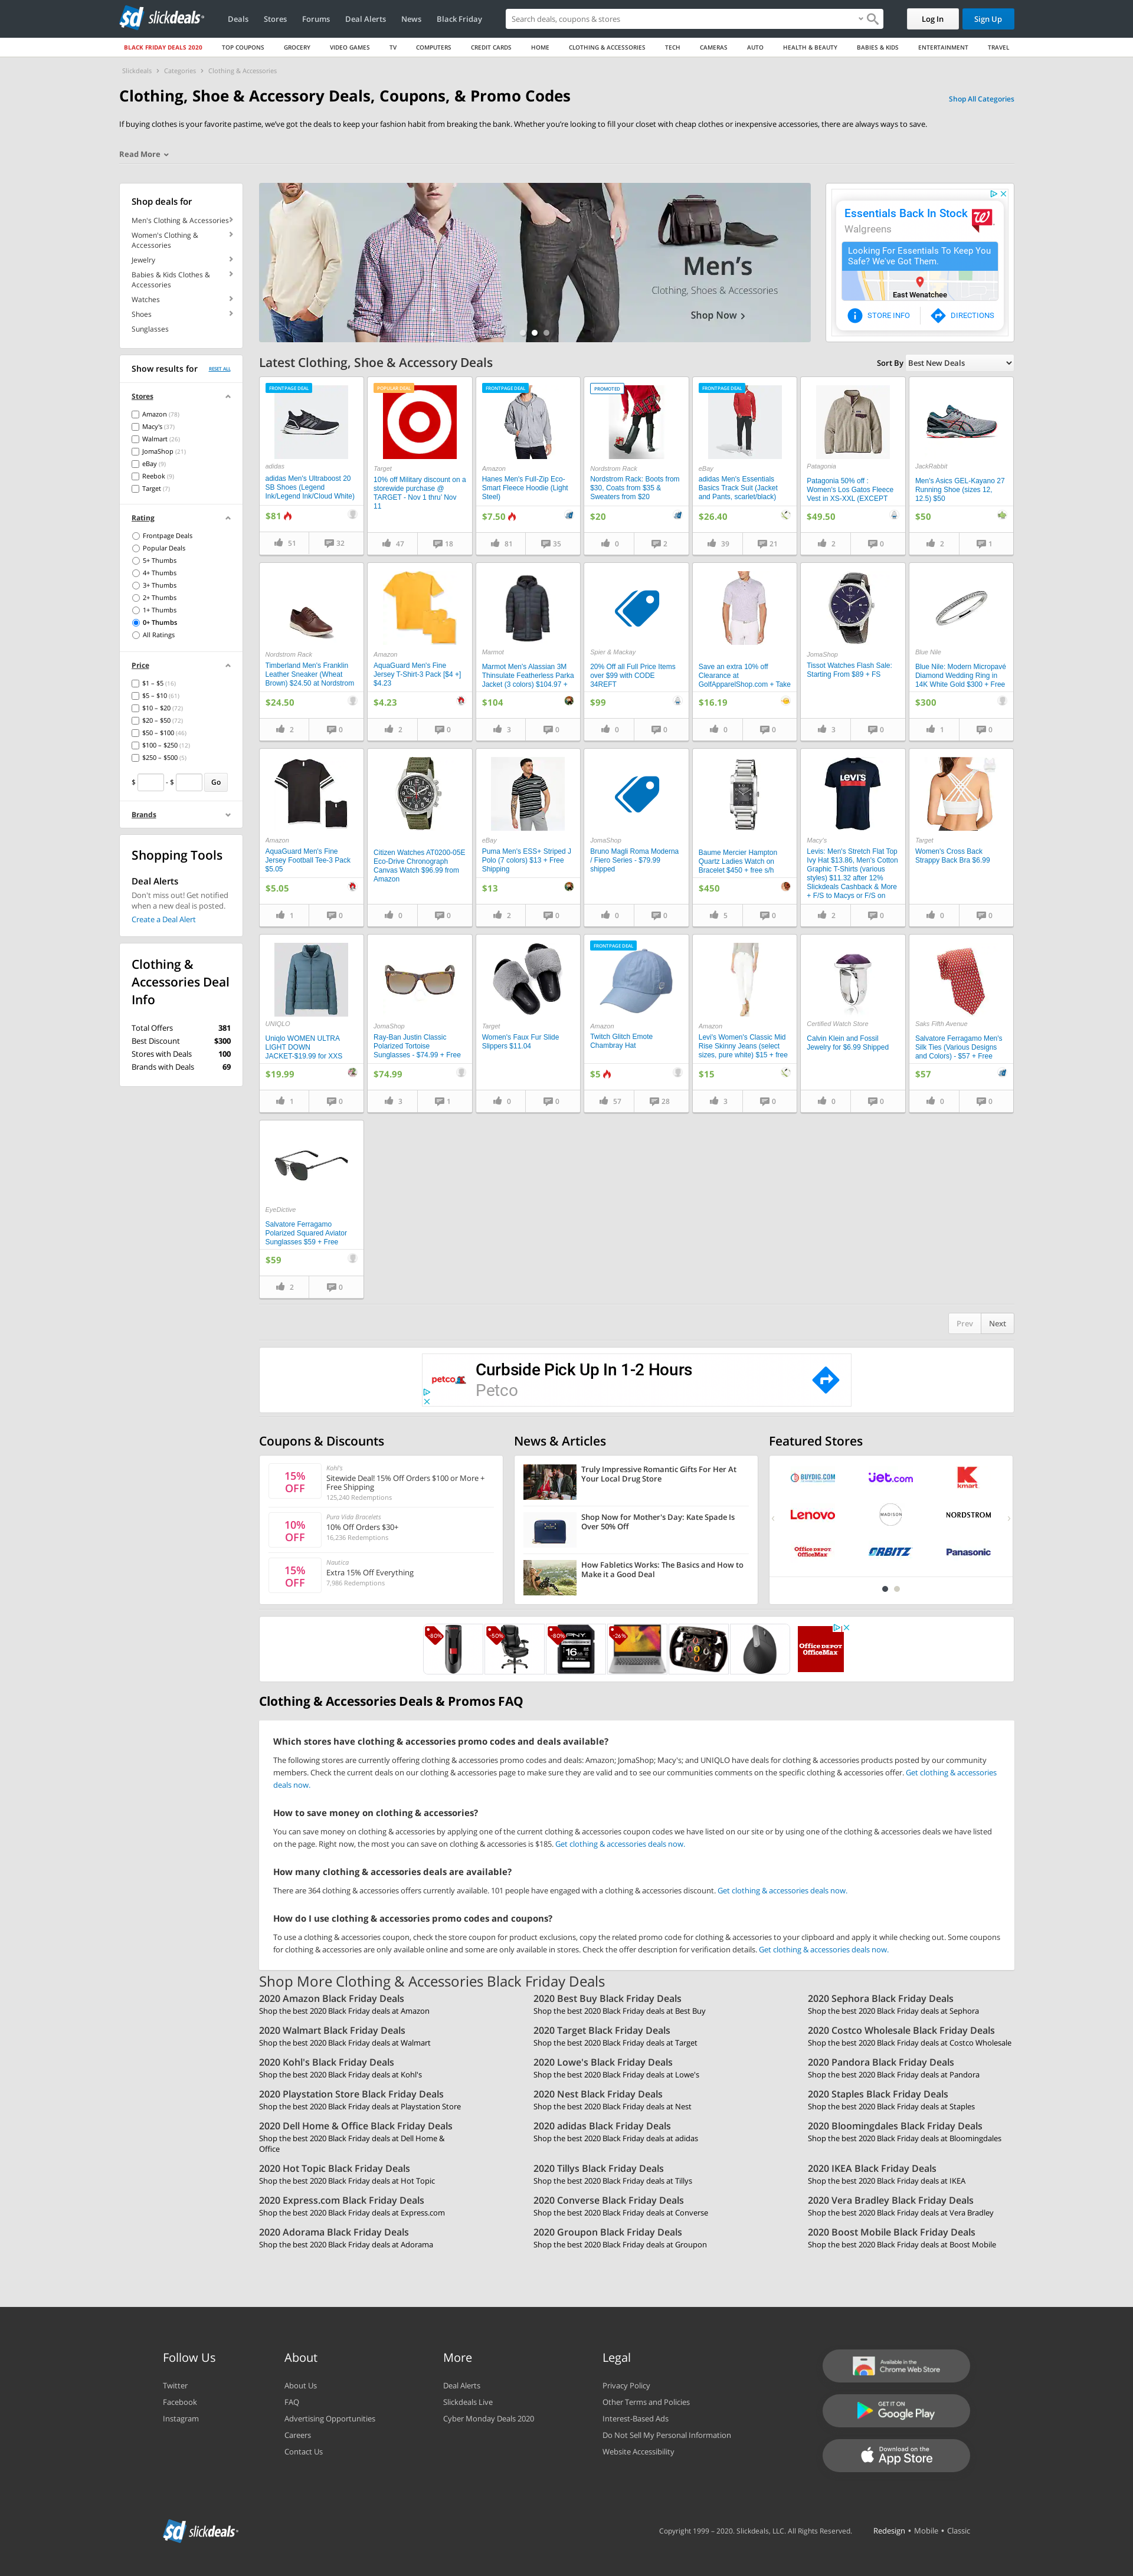 sd slickdeals
Deals Stores Forums Deal Alerts News Black Friday
Search deals, coupons & stores
Log In Sign Up
BLACK FRIDAY DEALS 2020 TOP COUPONS GROCERY VIDEO GAMES TV COMPUTERS CREDIT CARDS HOME CLOTHING & ACCESSORIES TECH CAMERAS AUTO HEALTH & BEAUTY BABIES & KIDS ENTERTAINMENT TRAVEL
Slickdeals › Categories › Clothing & Accessories
Clothing, Shoe & Accessory Deals, Coupons, & Promo Codes
Shop All Categories
If buying clothes is your favorite pastime, we've got the deals to keep your fashion habit from breaking the bank. Whether you're looking to fill your closet with cheap clothes or inexpensive accessories, there are always ways to save.
Read More
Shop deals for
Men's Clothing & Accessories
Women's Clothing &
Accessories
Jewelry
Babies & Kids Clothes &
Accessories
Watches
Shoes
Sunglasses
Men's
Clothing, Shoes & Accessories
Shop Now
Essentials Back In Stock
Walgreens
Looking For Essentials To Keep You
Safe? We've Got Them.
East Wenatchee
STORE INFO DIRECTIONS
Show results for RESET ALL
Stores
Amazon (78)
Macy's (37)
Walmart (26)
JomaShop (21)
eBay (9)
Reebok (9)
Target (7)
Rating
Frontpage Deals
Popular Deals
5+ Thumbs
4+ Thumbs
3+ Thumbs
2+ Thumbs
1+ Thumbs
0+ Thumbs
All Ratings
Price
$1 – $5 (16)
$5 – $10 (61)
$10 – $20 (72)
$20 – $50 (72)
$50 – $100 (46)
$100 – $250 (12)
$250 – $500 (5)
$ - $ Go
Brands
Shopping Tools
Deal Alerts
Don't miss out! Get notified
when a new deal is posted.
Create a Deal Alert
Clothing &
Accessories Deal
Info
Total Offers 381
Best Discount $300
Stores with Deals 100
Brands with Deals 69
Latest Clothing, Shoe & Accessory Deals
Sort By Best New Deals
FRONTPAGE DEAL
adidas
adidas Men's Ultraboost 20
SB Shoes (Legend
Ink/Legend Ink/Cloud White)
$81
51 32
POPULAR DEAL
Target
10% off Military discount on a
storewide purchase @
TARGET - Nov 1 thru' Nov
11
47 18
FRONTPAGE DEAL
Amazon
Hanes Men's Full-Zip Eco-
Smart Fleece Hoodie (Light
Steel)
$7.50
81 35
PROMOTED
Nordstrom Rack
Nordstrom Rack: Boots from
$30, Coats from $35 &
Sweaters from $20
$20
0 2
FRONTPAGE DEAL
eBay
adidas Men's Essentials
Basics Track Suit (Jacket
and Pants, scarlet/black)
$26.40
39 21
Patagonia
Patagonia 50% off :
Women's Los Gatos Fleece
Vest in XS-XXL (EXCEPT
$49.50
2 0
JackRabbit
Men's Asics GEL-Kayano 27
Running Shoe (sizes 12,
12.5) $50
$50
2 1
Nordstrom Rack
Timberland Men's Franklin
Leather Sneaker (Wheat
Brown) $24.50 at Nordstrom
$24.50
2 0
Amazon
AquaGuard Men's Fine
Jersey T-Shirt-3 Pack [$4 +]
$4.23
$4.23
2 0
Marmot
Marmot Men's Alassian 3M
Thinsulate Featherless Parka
Jacket (3 colors) $104.97 +
$104
3 0
Spier & Mackay
20% Off all Full Price Items
over $99 with CODE
34REFT
$99
0 0
Save an extra 10% off
Clearance at
GolfApparelShop.com + Take
$16.19
0 0
JomaShop
Tissot Watches Flash Sale:
Starting From $89 + FS
3 0
Blue Nile
Blue Nile: Modern Micropavé
Diamond Wedding Ring in
14K White Gold $300 + Free
$300
1 0
Amazon
AquaGuard Men's Fine
Jersey Football Tee-3 Pack
$5.05
$5.05
1 0
Citizen Watches AT0200-05E
Eco-Drive Chronograph
Canvas Watch $96.99 from
Amazon
0 0
eBay
Puma Men's ESS+ Striped J
Polo (7 colors) $13 + Free
Shipping
$13
2 0
JomaShop
Bruno Magli Roma Moderna
/ Fiero Series - $79.99
shipped
0 0
Baume Mercier Hampton
Quartz Ladies Watch on
Bracelet $450 + free s/h
$450
5 0
LEVI'S
Macy's
Levis: Men's Stretch Flat Top
Ivy Hat $13.86, Men's Cotton
Graphic T-Shirts (various
styles) $11.32 after 12%
Slickdeals Cashback & More
+ F/S to Macys or F/S on
2 0
Target
Women's Cross Back
Strappy Back Bra $6.99
0 0
UNIQLO
Uniqlo WOMEN ULTRA
LIGHT DOWN
JACKET-$19.99 for XXS
$19.99
1 0
JomaShop
Ray-Ban Justin Classic
Polarized Tortoise
Sunglasses - $74.99 + Free
$74.99
3 1
Target
Women's Faux Fur Slide
Slippers $11.04
0 0
FRONTPAGE DEAL
Amazon
Twitch Glitch Emote
Chambray Hat
$5
57 28
Amazon
Levi's Women's Classic Mid
Rise Skinny Jeans (select
sizes, pure white) $15 + free
$15
3 0
Certified Watch Store
Calvin Klein and Fossil
Jewelry for $6.99 Shipped
0 0
Saks Fifth Avenue
Salvatore Ferragamo Men's
Silk Ties (Various Designs
and Colors) - $57 + Free
$57
0 0
EyeDictive
Salvatore Ferragamo
Polarized Squared Aviator
Sunglasses $59 + Free
$59
2 0
Prev Next
petco
Curbside Pick Up In 1-2 Hours
Petco
Coupons & Discounts
15%
OFF
Kohl's
Sitewide Deal! 15% Off Orders $100 or More +
Free Shipping
125,240 Redemptions
10%
OFF
Pura Vida Bracelets
10% Off Orders $30+
16,236 Redemptions
15%
OFF
Nautica
Extra 15% Off Everything
7,986 Redemptions
News & Articles
Truly Impressive Romantic Gifts For Her At
Your Local Drug Store
Shop Now for Mother's Day: Kate Spade Is
Over 50% Off
How Fabletics Works: The Basics and How to
Make it a Good Deal
Featured Stores
BUYDIG.COM jet.com kmart
Lenovo MADISON NORDSTROM
Office DEPOT OfficeMax ORBITZ Panasonic
-80% -50% -80% -26%
PNY
16
Office DEPOT
OfficeMax
Clothing & Accessories Deals & Promos FAQ
Which stores have clothing & accessories promo codes and deals available?
The following stores are currently offering clothing & accessories promo codes and deals: Amazon; JomaShop; Macy's; and UNIQLO have deals for clothing & accessories products posted by our community
members. Check the current deals on our clothing & accessories page to make sure they are valid and to see our communities comments on the specific clothing & accessories offer. Get clothing & accessories
deals now.
How to save money on clothing & accessories?
You can save money on clothing & accessories by applying one of the current clothing & accessories coupon codes we have listed on our site or by using one of the clothing & accessories deals we have listed
on the page. Right now, the most you can save on clothing & accessories is $185. Get clothing & accessories deals now.
How many clothing & accessories deals are available?
There are 364 clothing & accessories offers currently available. 101 people have engaged with a clothing & accessories discount. Get clothing & accessories deals now.
How do I use clothing & accessories promo codes and coupons?
To use a clothing & accessories coupon, check the store coupon for product exclusions, copy the related promo code for clothing & accessories to your clipboard and apply it while checking out. Some coupons
for clothing & accessories are only available online and some are only available in stores. Check the offer description for verification details. Get clothing & accessories deals now.
Shop More Clothing & Accessories Black Friday Deals
2020 Amazon Black Friday Deals
Shop the best 2020 Black Friday deals at Amazon
2020 Best Buy Black Friday Deals
Shop the best 2020 Black Friday deals at Best Buy
2020 Sephora Black Friday Deals
Shop the best 2020 Black Friday deals at Sephora
2020 Walmart Black Friday Deals
Shop the best 2020 Black Friday deals at Walmart
2020 Target Black Friday Deals
Shop the best 2020 Black Friday deals at Target
2020 Costco Wholesale Black Friday Deals
Shop the best 2020 Black Friday deals at Costco Wholesale
2020 Kohl's Black Friday Deals
Shop the best 2020 Black Friday deals at Kohl's
2020 Lowe's Black Friday Deals
Shop the best 2020 Black Friday deals at Lowe's
2020 Pandora Black Friday Deals
Shop the best 2020 Black Friday deals at Pandora
2020 Playstation Store Black Friday Deals
Shop the best 2020 Black Friday deals at Playstation Store
2020 Nest Black Friday Deals
Shop the best 2020 Black Friday deals at Nest
2020 Staples Black Friday Deals
Shop the best 2020 Black Friday deals at Staples
2020 Dell Home & Office Black Friday Deals
Shop the best 2020 Black Friday deals at Dell Home &
Office
2020 adidas Black Friday Deals
Shop the best 2020 Black Friday deals at adidas
2020 Bloomingdales Black Friday Deals
Shop the best 2020 Black Friday deals at Bloomingdales
2020 Hot Topic Black Friday Deals
Shop the best 2020 Black Friday deals at Hot Topic
2020 Tillys Black Friday Deals
Shop the best 2020 Black Friday deals at Tillys
2020 IKEA Black Friday Deals
Shop the best 2020 Black Friday deals at IKEA
2020 Express.com Black Friday Deals
Shop the best 2020 Black Friday deals at Express.com
2020 Converse Black Friday Deals
Shop the best 2020 Black Friday deals at Converse
2020 Vera Bradley Black Friday Deals
Shop the best 2020 Black Friday deals at Vera Bradley
2020 Adorama Black Friday Deals
Shop the best 2020 Black Friday deals at Adorama
2020 Groupon Black Friday Deals
Shop the best 2020 Black Friday deals at Groupon
2020 Boost Mobile Black Friday Deals
Shop the best 2020 Black Friday deals at Boost Mobile
Follow Us
Twitter
Facebook
Instagram
About
About Us
FAQ
Advertising Opportunities
Careers
Contact Us
More
Deal Alerts
Slickdeals Live
Cyber Monday Deals 2020
Legal
Privacy Policy
Other Terms and Policies
Interest-Based Ads
Do Not Sell My Personal Information
Website Accessibility
Available in the
Chrome Web Store
GET IT ON
Google Play
Download on the
App Store
sd slickdeals
Copyright 1999 – 2020. Slickdeals, LLC. All Rights Reserved. Redesign • Mobile • Classic